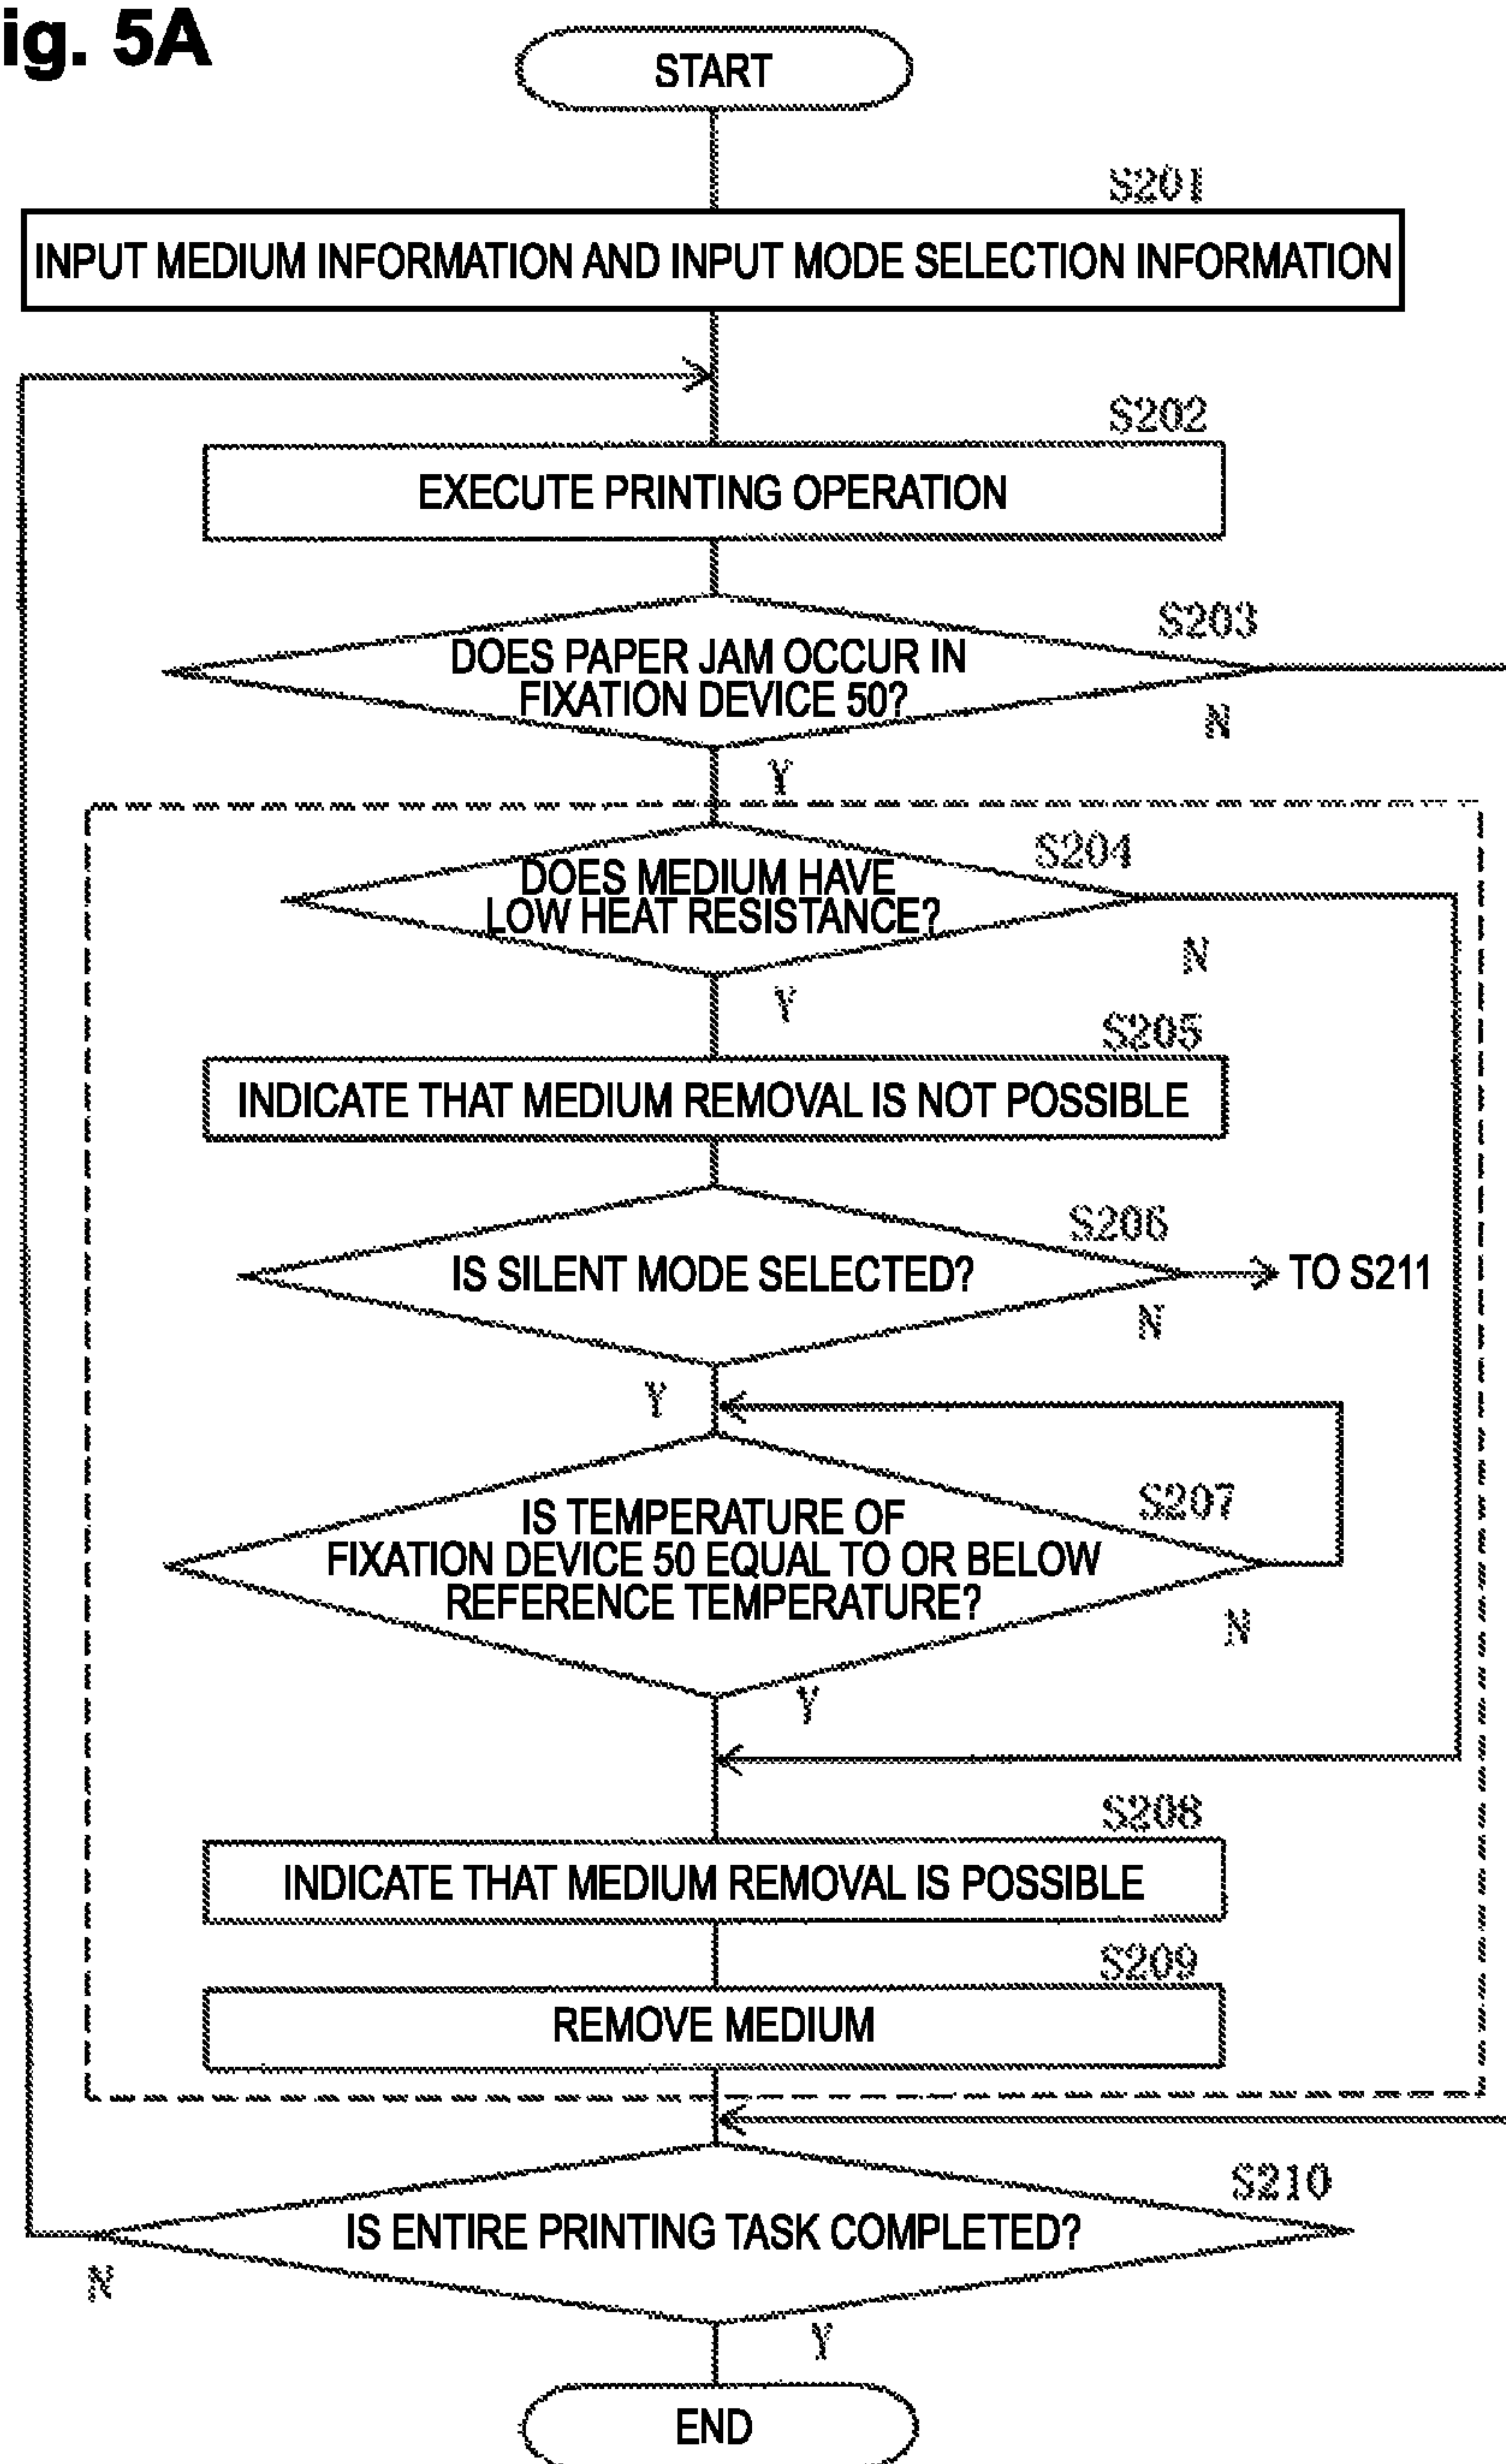 ig. 5A
START
S201
INPUT MEDIUM INFORMATION AND INPUT MODE SELECTION INFORMATION
S202
EXECUTE PRINTING OPERATION
S203
DOES PAPER JAM OCCUR IN
FIXATION DEVICE 50?
N
Y
S204
DOES MEDIUM HAVE
LOW HEAT RESISTANCE?
N
Y
S205
INDICATE THAT MEDIUM REMOVAL IS NOT POSSIBLE
S206
IS SILENT MODE SELECTED?
TO S211
N
Y
S207
IS TEMPERATURE OF
FIXATION DEVICE 50 EQUAL TO OR BELOW
REFERENCE TEMPERATURE?
N
Y
S208
INDICATE THAT MEDIUM REMOVAL IS POSSIBLE
S209
REMOVE MEDIUM
S210
IS ENTIRE PRINTING TASK COMPLETED?
N
Y
END